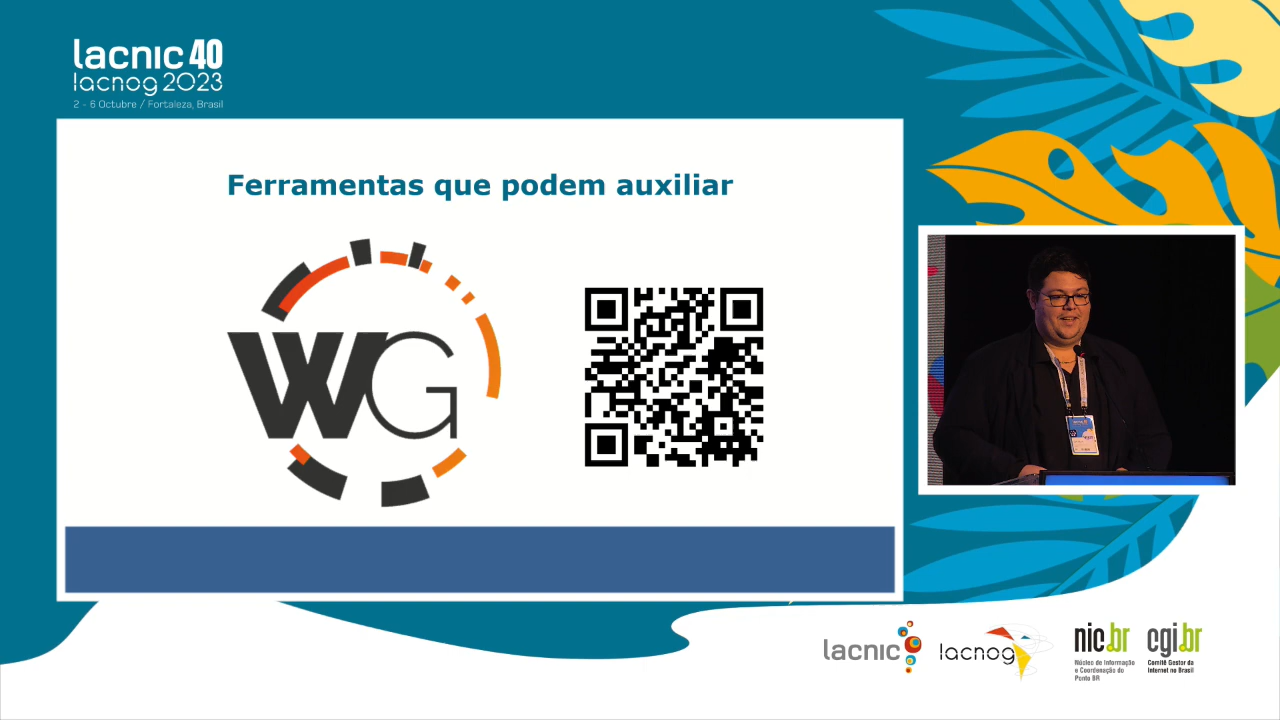 lacnic 40
lacnog 2023
2 - 6 Octubre / Fortaleza, Brasil
Ferramentas que podem auxiliar
WG
lacnic
lacnog
nic.br
Núcleo de Informação
e Coordenação do
Ponto BR
cgi.br
Comitê Gestor da
Internet no Brasil